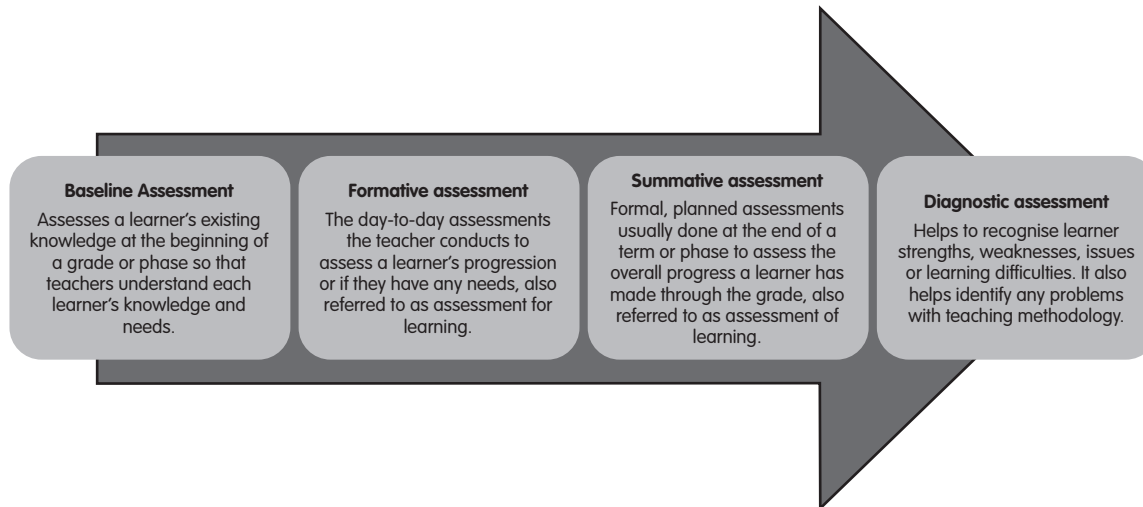 Baseline Assessment
Assesses a learner's existing
knowledge at the beginning of
a grade or phase so that
teachers understand each
learner's knowledge and
needs.
Formative assessment
The day-to-day assessments
the teacher conducts to
assess a learner's progression
or if they have any needs, also
referred to as assessment for
learning.
Summative assessment
Formal, planned assessments
usually done at the end of a
term or phase to assess the
overall progress a learner has
made through the grade, also
referred to as assessment of
learning.
Diagnostic assessment
Helps to recognise learner
strengths, weaknesses, issues
or learning difficulties. It also
helps identify any problems
with teaching methodology.